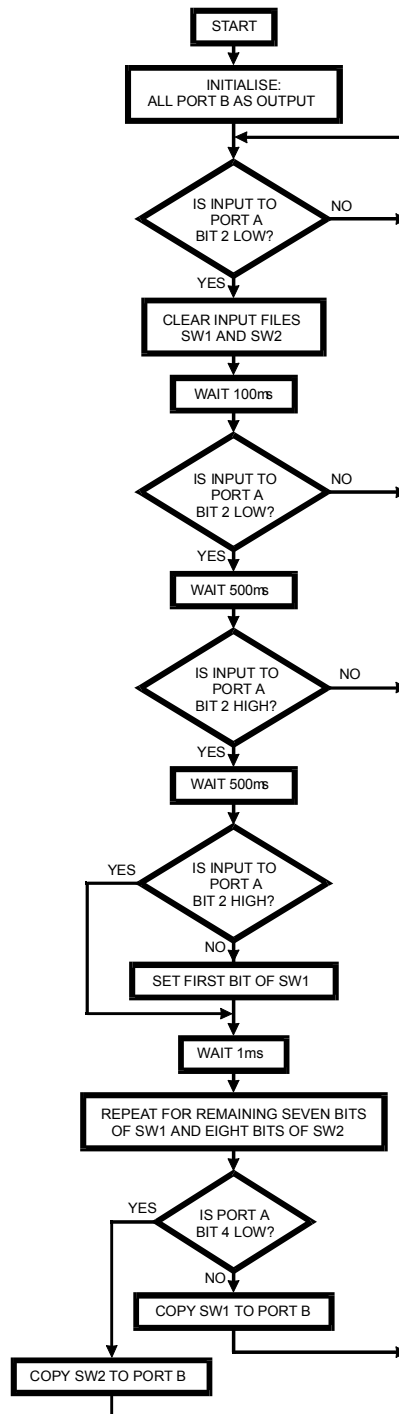 START
INITIALISE:
ALL PORT B AS OUTPUT
IS INPUT TO
PORT A
BIT 2 LOW?
NO
YES
CLEAR INPUT FILES
SW1 AND SW2
WAIT 100ms
IS INPUT TO
PORT A
BIT 2 LOW?
NO
YES
WAIT 500ms
IS INPUT TO
PORT A
BIT 2 HIGH?
NO
YES
WAIT 500ms
YES
IS INPUT TO
PORT A
BIT 2 HIGH?
NO
SET FIRST BIT OF SW1
WAIT 1ms
REPEAT FOR REMAINING SEVEN BITS
OF SW1 AND EIGHT BITS OF SW2
YES
IS PORT A
BIT 4 LOW?
NO
COPY SW1 TO PORT B
COPY SW2 TO PORT B